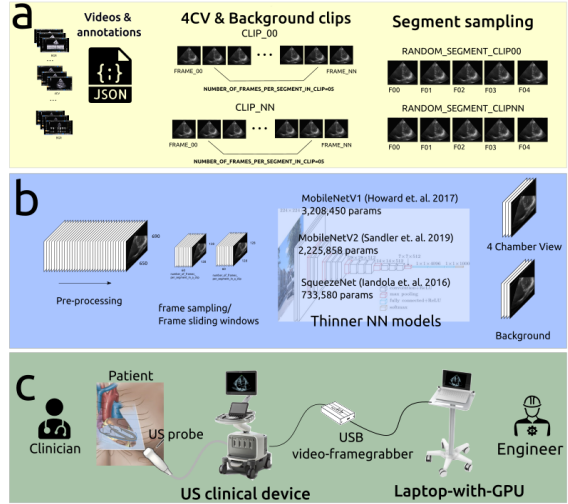 a
Videos &
annotations
{;}
JSON
4CV & Background clips
CLIP_00
FRAME_00
FRAME_NN
NUMBER_OF_FRAMES_PER_SEGMENT_IN_CLIP=05
CLIP_NN
FRAME_00
FRAME_NN
NUMBER_OF_FRAMES_PER_SEGMENT_IN_CLIP=05
Segment sampling
RANDOM_SEGMENT_CLIP00
F00 F01 F02 F03 F04
RANDOM_SEGMENT_CLIPNN
F00 F01 F02 F03 F04
b
690
650
Pre-processing
frame sampling/
Frame sliding windows
MobileNetV1 (Howard et. al. 2017)
3,208,450 params
MobileNetV2 (Sandler et. al. 2019)
2,225,858 params
SqueezeNet (Iandola et. al. 2016)
733,580 params
Thinner NN models
4 Chamber View
Background
c
Clinician
Patient
US probe
US clinical device
USB
video-framegrabber
Laptop-with-GPU
Engineer